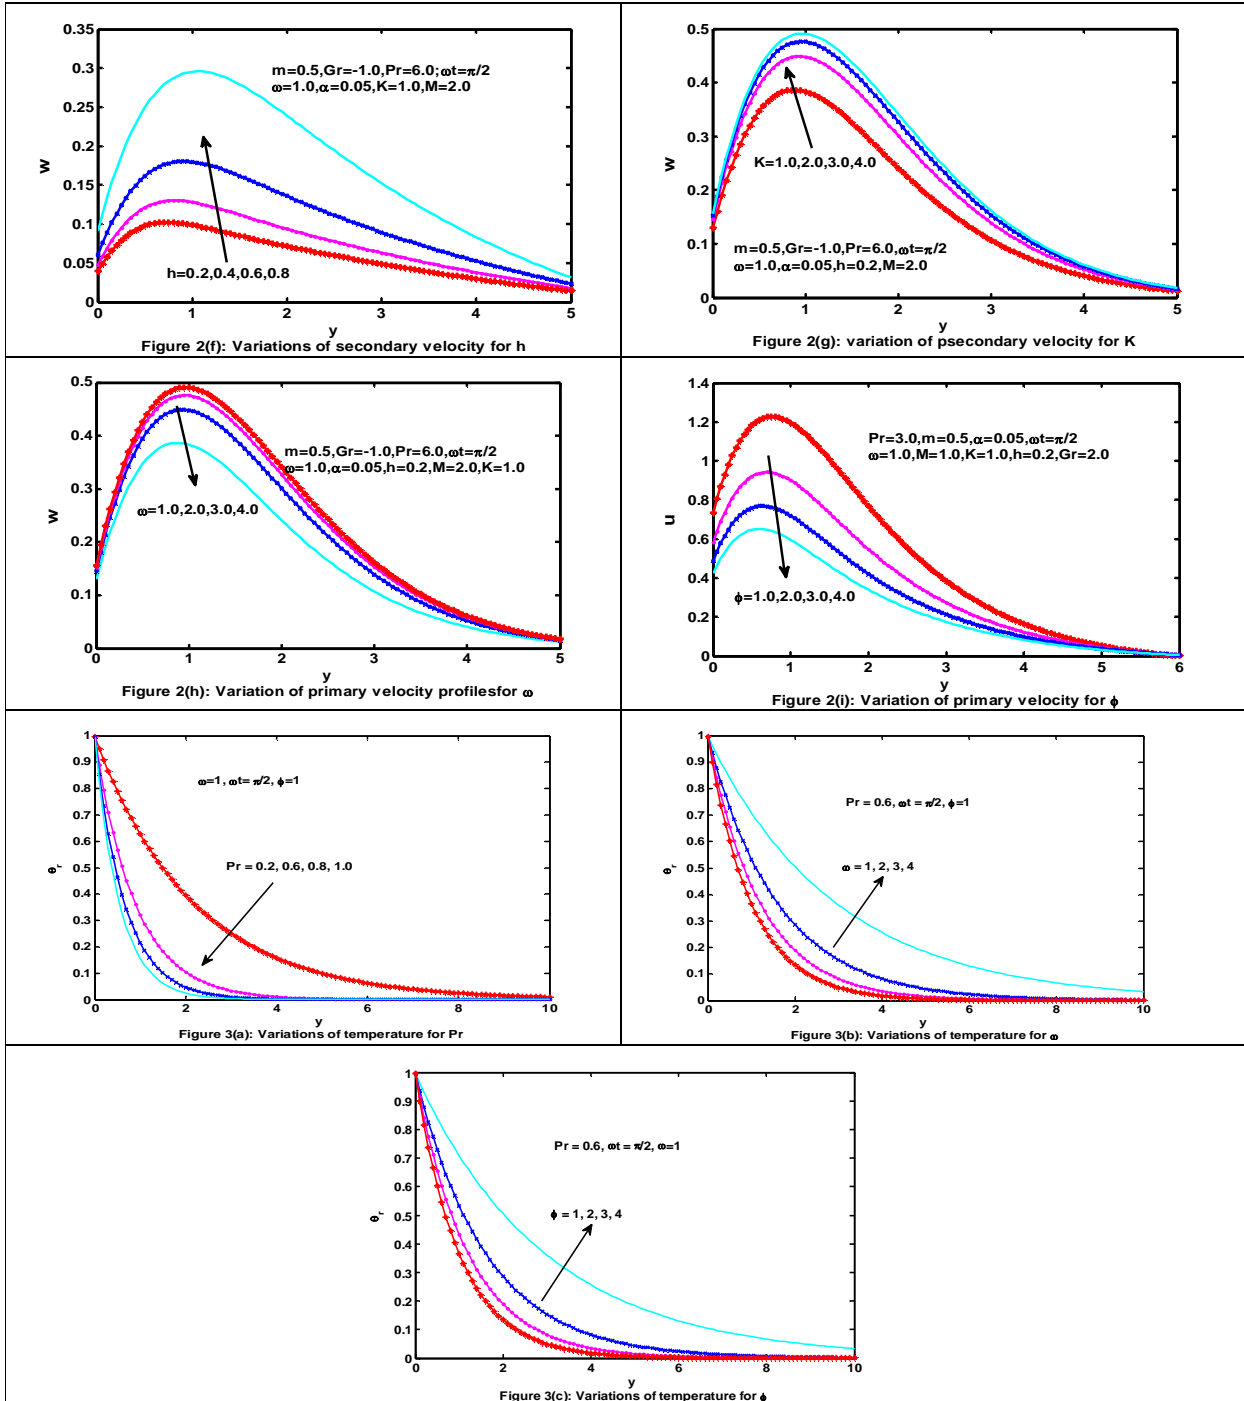 0.35
0.3
0.25
0.2
0.15
0.1
0.05
0
w
m=0.5,Gr=-1.0,Pr=6.0;ωt=π/2
ω=1.0,α=0.05,K=1.0,M=2.0
h=0.2,0.4,0.6,0.8
0 1 2 3 4 5
y
Figure 2(f): Variations of secondary velocity for h
0.5
0.4
0.3
0.2
0.1
0
w
K=1.0,2.0,3.0,4.0
m=0.5,Gr=-1.0,Pr=6.0,ωt=π/2
ω=1.0,α=0.05,h=0.2,M=2.0
0 1 2 3 4 5
y
Figure 2(g): variation of psecondary velocity for K
0.5
0.4
0.3
0.2
0.1
0
w
m=0.5,Gr=-1.0,Pr=6.0,ωt=π/2
ω=1.0,α=0.05,h=0.2,M=2.0,K=1.0
ω=1.0,2.0,3.0,4.0
0 1 2 3 4 5
y
Figure 2(h): Variation of primary velocity profilesfor ω
1.4
1.2
1
0.8
0.6
0.4
0.2
0
u
Pr=3.0,m=0.5,α=0.05,ωt=π/2
ω=1.0,M=1.0,K=1.0,h=0.2,Gr=2.0
ϕ=1.0,2.0,3.0,4.0
0 1 2 3 4 5 6
y
Figure 2(i): Variation of primary velocity for ϕ
1
0.9
0.8
0.7
0.6
0.5
0.4
0.3
0.2
0.1
0
θr
ω=1, ωt= π/2, ϕ=1
Pr = 0.2, 0.6, 0.8, 1.0
0 2 4 6 8 10
y
Figure 3(a): Variations of temperature for Pr
1
0.9
0.8
0.7
0.6
0.5
0.4
0.3
0.2
0.1
0
θr
Pr = 0.6, ωt = π/2, ϕ=1
ω = 1, 2, 3, 4
0 2 4 6 8 10
y
Figure 3(b): Variations of temperature for ω
1
0.9
0.8
0.7
0.6
0.5
0.4
0.3
0.2
0.1
0
θr
Pr = 0.6, ωt = π/2, ω=1
ϕ = 1, 2, 3, 4
0 2 4 6 8 10
y
Figure 3(c): Variations of temperature for ϕ